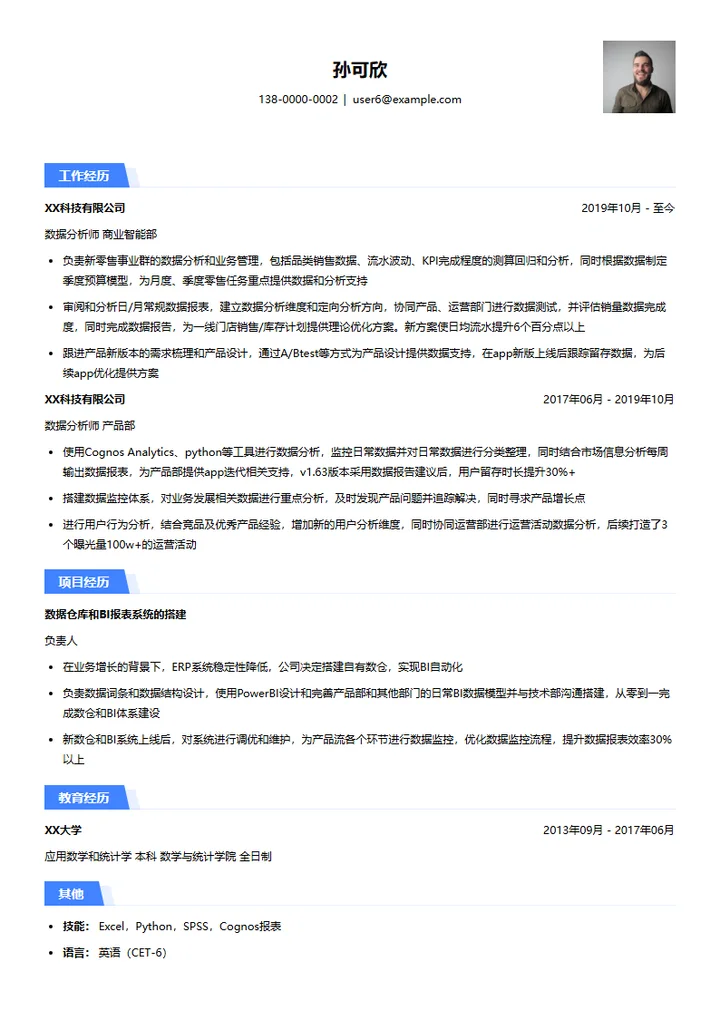 孙可欣
138-0000-0002 | user6@example.com
工作经历
XX科技有限公司 2019年10月 - 至今
数据分析师 商业智能部
• 负责新零售事业群的数据分析和业务管理，包括品类销售数据、流水波动、KPI完成程度的测算回归和分析，同时根据数据制定
季度预算模型，为月度、季度零售任务重点提供数据和分析支持
• 审阅和分析日/月常规数据报表，建立数据分析维度和定向分析方向，协同产品、运营部门进行数据测试，并评估销量数据完成
度，同时完成数据报告，为一线门店销售/库存计划提供理论优化方案。新方案使日均流水提升6个百分点以上
• 跟进产品新版本的需求梳理和产品设计，通过A/Btest等方式为产品设计提供数据支持，在app新版上线后跟踪留存数据，为后
续app优化提供方案
XX科技有限公司 2017年06月 - 2019年10月
数据分析师 产品部
• 使用Cognos Analytics、python等工具进行数据分析，监控日常数据并对日常数据进行分类整理，同时结合市场信息分析每周
输出数据报表，为产品部提供app迭代相关支持，v1.63版本采用数据报告建议后，用户留存时长提升30%+
• 搭建数据监控体系，对业务发展相关数据进行重点分析，及时发现产品问题并追踪解决，同时寻求产品增长点
• 进行用户行为分析，结合竞品及优秀产品经验，增加新的用户分析维度，同时协同运营部进行运营活动数据分析，后续打造了3
个曝光量100w+的运营活动
项目经历
数据仓库和BI报表系统的搭建
负责人
• 在业务增长的背景下，ERP系统稳定性降低，公司决定搭建自有数仓，实现BI自动化
• 负责数据词条和数据结构设计，使用PowerBI设计和完善产品部和其他部门的日常BI数据模型并与技术部沟通搭建，从零到一完
成数仓和BI体系建设
• 新数仓和BI系统上线后，对系统进行调优和维护，为产品流各个环节进行数据监控，优化数据监控流程，提升数据报表效率30%
以上
教育经历
XX大学 2013年09月 - 2017年06月
应用数学和统计学 本科 数学与统计学院 全日制
其他
• 技能： Excel，Python，SPSS，Cognos报表
• 语言： 英语（CET-6）